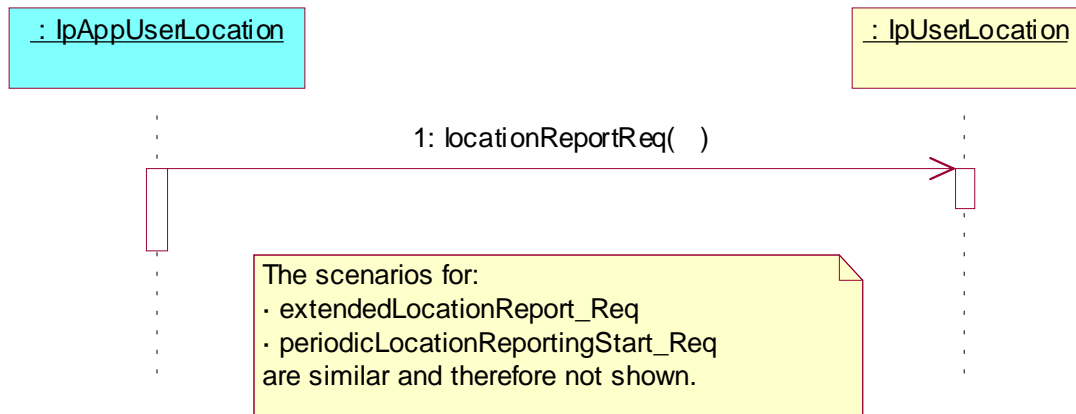 : IpAppUserLocation
: IpUserLocation
1: locationReportReq( )
The scenarios for:
· extendedLocationReport_Req
· periodicLocationReportingStart_Req
are similar and therefore not shown.